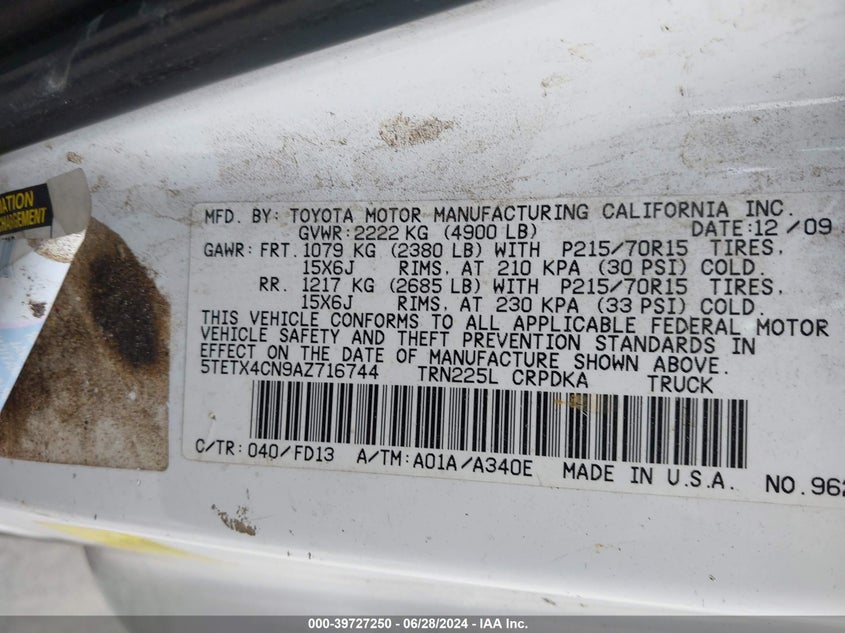 MATION
CHARGEMENT
MFD. BY: TOYOTA MOTOR MANUFACTURING CALIFORNIA INC.
GVWR: 2222 KG (4900 LB) DATE: 12 / 09
GAWR: FRT. 1079 KG (2380 LB) WITH P215/70R15 TIRES,
15X6J RIMS, AT 210 KPA (30 PSI) COLD.
RR. 1217 KG (2685 LB) WITH P215/70R15 TIRES,
15X6J RIMS, AT 230 KPA (33 PSI) COLD.
THIS VEHICLE CONFORMS TO ALL APPLICABLE FEDERAL MOTOR
VEHICLE SAFETY AND THEFT PREVENTION STANDARDS IN
EFFECT ON THE DATE OF MANUFACTURE SHOWN ABOVE.
5TETX4CN9AZ716744 TRN225L CRPDKA TRUCK
C/TR: 040/FD13 A/TM: A01A/A340E MADE IN U.S.A. NO.962
000-39727250 - 06/28/2024 - IAA Inc.